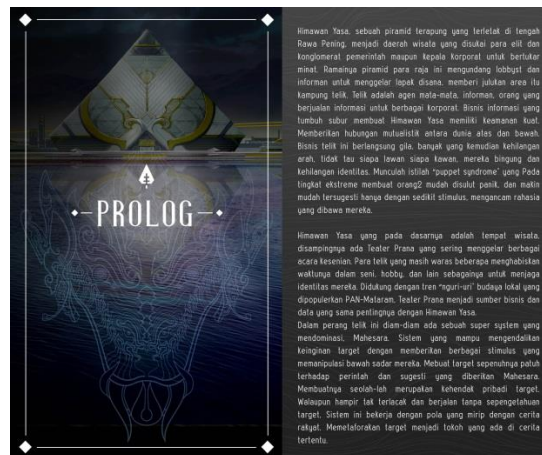 PROLOG
Himawan Yasa, sebuah piramid terapung yang terletak di tengah
Rawa Pening, menjadi daerah wisata yang disukai para elit dan
konglomerat pemerintah maupun kepala korporat untuk bertukar
minat. Ramainya piramid para raja ini mengundang lobbyst dan
informan untuk menggelar lapak disana, memberi julukan area itu
kampung telik. Telik adalah agen mata-mata, informan, orang yang
berjualan informasi untuk berbagai korporat. Bisnis informasi yang
tumbuh subur membuat Himawan Yasa memiliki keamanan kuat.
Memberikan hubungan mutualistik antara dunia atas dan bawah.
Bisnis telik ini berlangsung gila, banyak yang kemudian kehilangan
arah, tidak tau siapa lawan siapa kawan, mereka bingung dan
kehilangan identitas. Muncullah istilah "puppet syndrome" yang Pada
tingkat ekstreme membuat orang2 mudah disulut panik, dan makin
mudah tersugesti hanya dengan sedikit stimulus, mengancam rahasia
yang dibawa mereka.
Himawan Yasa yang pada dasarnya adalah tempat wisata,
disampingnya ada Teater Prana yang sering menggelar berbagai
acara kesenian. Para telik yang masih waras beberapa menghabiskan
waktunya dalam seni, hobby, dan lain sebagainya untuk menjaga
identitas mereka. Didukung dengan tren "nguri-uri" budaya lokal yang
dipopulerkan PAN-Mataram, Teater Prana menjadi sumber bisnis dan
data yang sama pentingnya dengan Himawan Yasa.
Dalam perang telik ini diam-diam ada sebuah super system yang
mendominasi, Mahesara. Sistem yang mampu mengendalikan
keinginan target dengan memberikan berbagai stimulus yang
memanipulasi bawah sadar mereka. Mebuat target sepenuhnya patuh
terhadap perintah dan sugesti yang diberikan Mahesara.
Membuatnya seolah-lah merupakan kehendak pribadi target.
Walaupun hampir tak terlacak dan berjalan tanpa sepengetahuan
target. Sistem ini bekerja dengan pola yang mirip dengan cerita
rakyat. Memetaforakan target menjadi tokoh yang ada di cerita
tertentu.